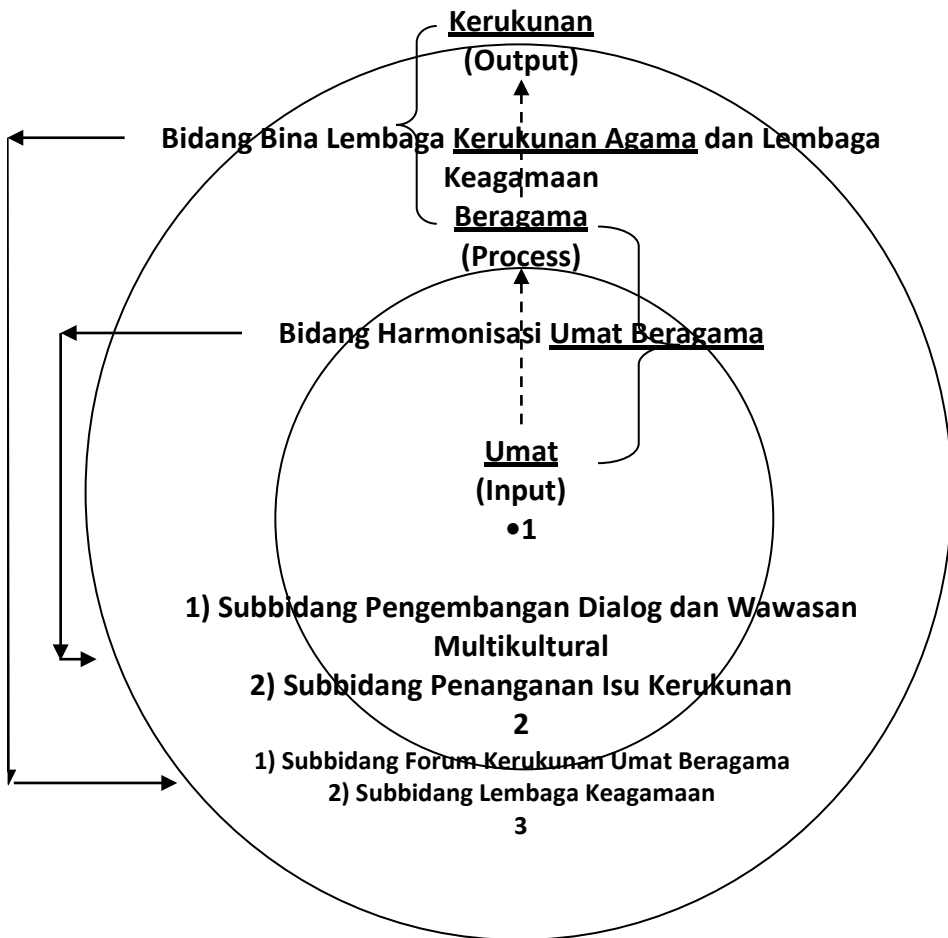 Kerukunan
(Output)
Bidang Bina Lembaga Kerukunan Agama dan Lembaga
Keagamaan
Beragama
(Process)
Bidang Harmonisasi Umat Beragama
Umat
(Input)
•1
1) Subbidang Pengembangan Dialog dan Wawasan
Multikultural
2) Subbidang Penanganan Isu Kerukunan
2
1) Subbidang Forum Kerukunan Umat Beragama
2) Subbidang Lembaga Keagamaan
3